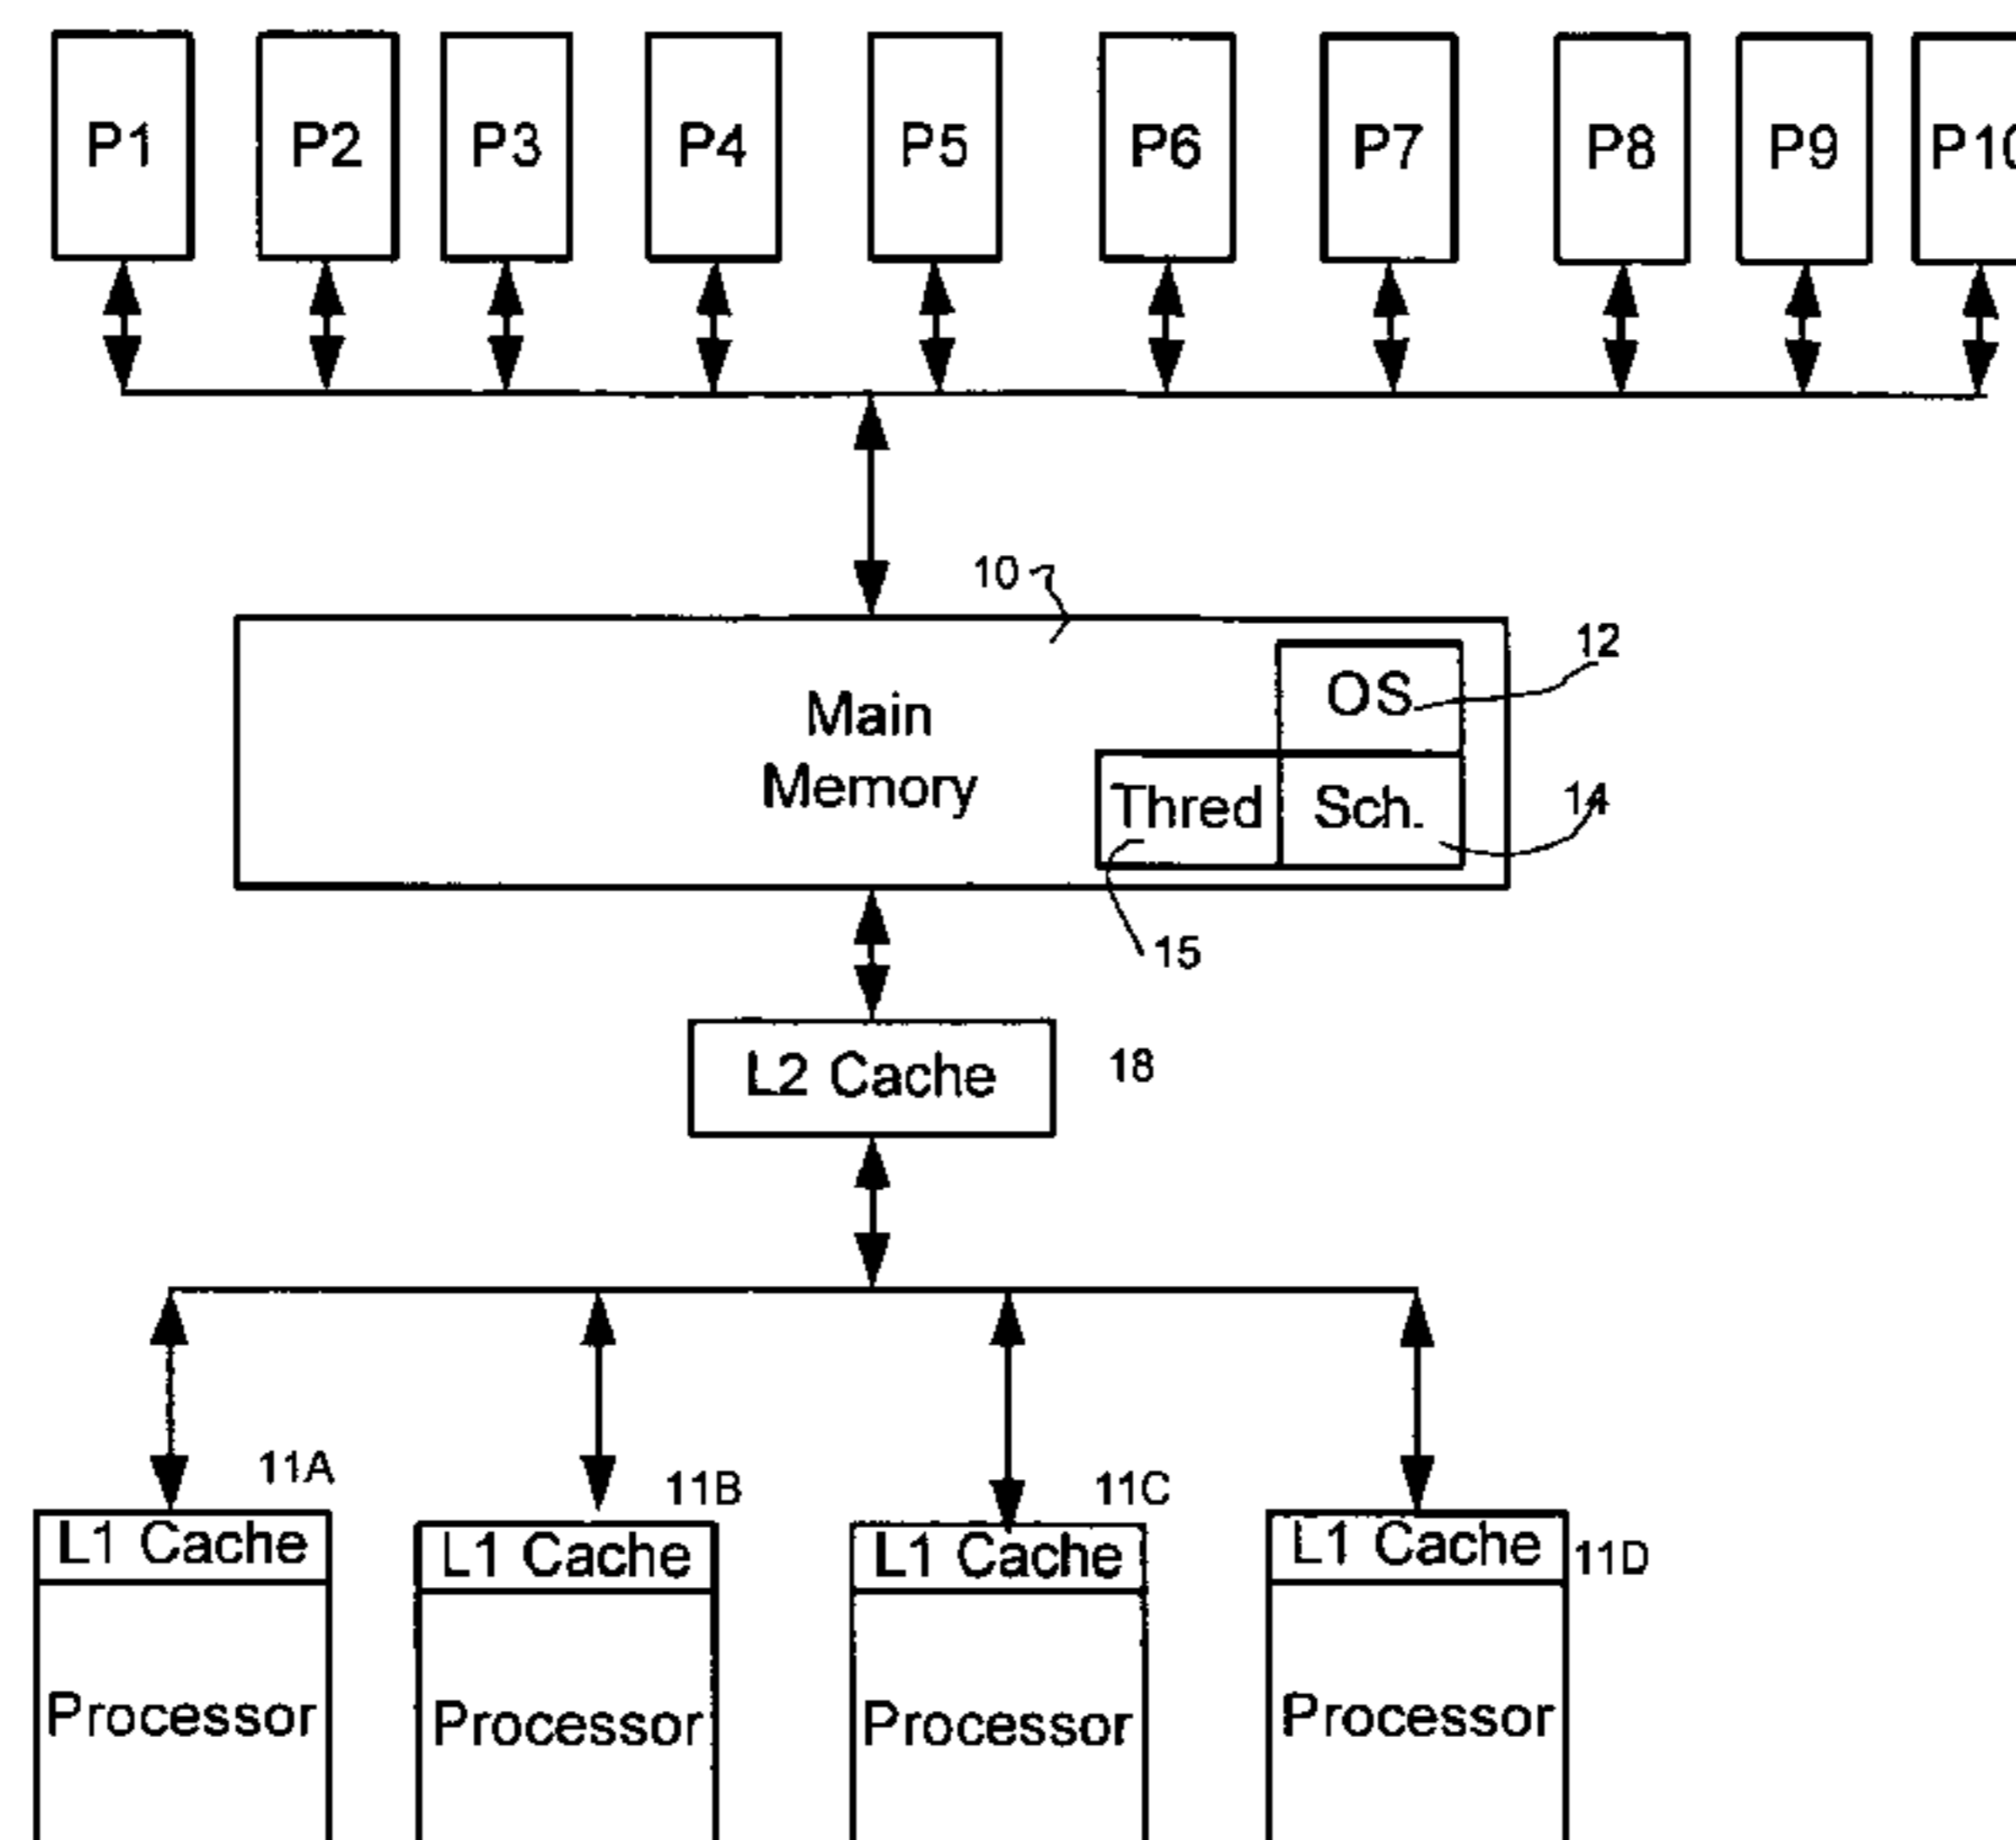 P1 P2 P3 P4 P5 P6 P7 P8 P9 P10
10
12
OS
Main
Memory
Thred Sch.
14
15
L2 Cache 18
11A 11B 11C
L1 Cache L1 Cache L1 Cache L1 Cache 11D
Processor Processor Processor Processor